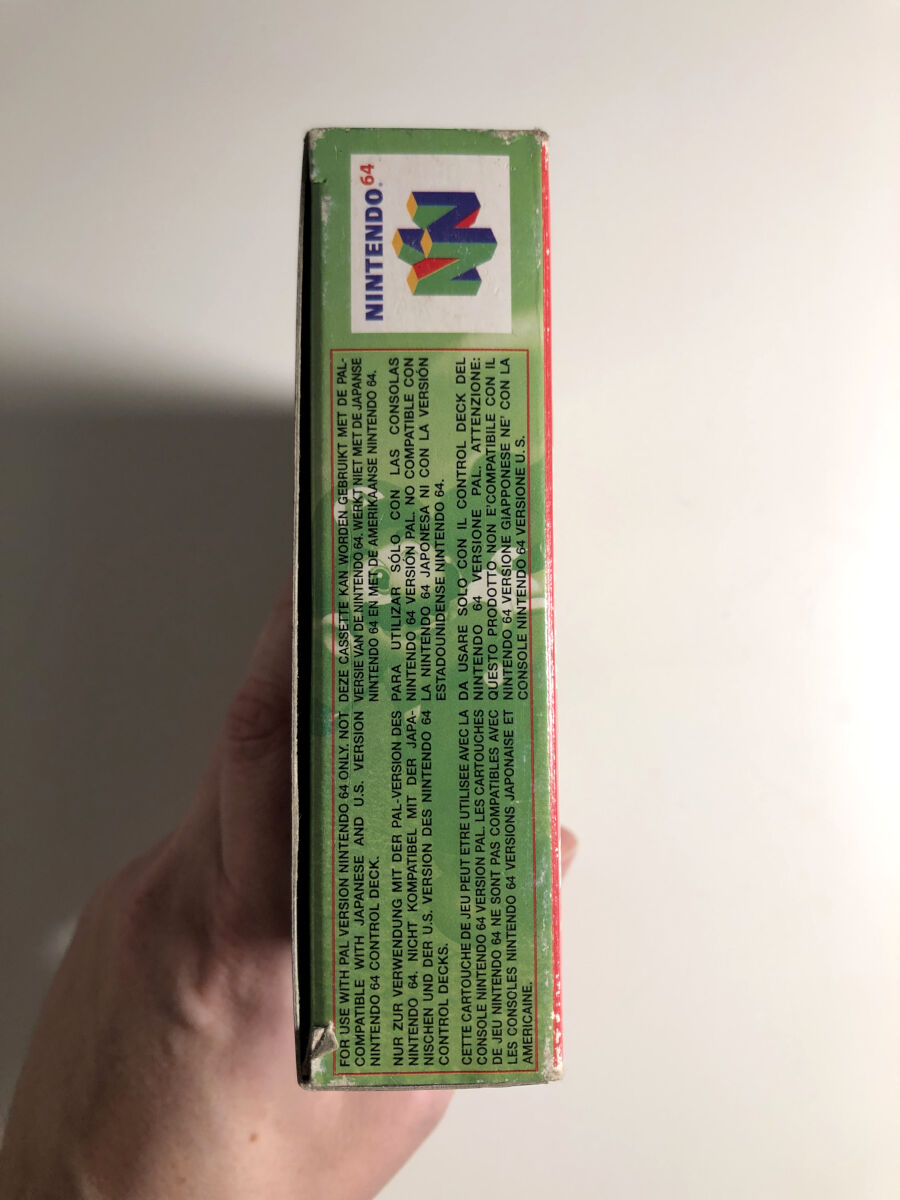 FOR USE WITH PAL VERSION NINTENDO 64 ONLY. NOT
COMPATIBLE WITH JAPANESE AND U.S. VERSION
NINTENDO 64 CONTROL DECK.
NUR ZUR VERWENDUNG MIT DER PAL-VERSION DES
NINTENDO 64. NICHT KOMPATIBEL MIT DER JAPA-
NISCHEN UND DER U.S. VERSION DES NINTENDO 64
CONTROL DECKS.
CETTE CARTOUCHE DE JEU PEUT ETRE UTILISEE AVEC LA
CONSOLE NINTENDO 64 VERSION PAL. LES CARTOUCHES
DE JEU NINTENDO 64 NE SONT PAS COMPATIBLES AVEC
LES CONSOLES NINTENDO 64 VERSIONS JAPONAISE ET
AMERICAINE.
DEZE CASSETTE KAN WORDEN GEBRUIKT MET DE PAL-
VERSIE VAN DE NINTENDO 64. WERKT NIET MET DE JAPANSE
NINTENDO 64 EN MET DE AMERIKAANSE NINTENDO 64.
PARA UTILIZAR SÓLO CON LAS CONSOLAS
NINTENDO 64 VERSIÓN PAL. NO COMPATIBLE CON
LA NINTENDO 64 JAPONESA NI CON LA VERSIÓN
ESTADOUNIDENSE NINTENDO 64.
DA USARE SOLO CON IL CONTROL DECK DEL
NINTENDO 64 VERSIONE PAL. ATTENZIONE:
QUESTO PRODOTTO NON E'COMPATIBILE CON IL
NINTENDO 64 VERSIONE GIAPPONESE NE' CON LA
CONSOLE NINTENDO 64 VERSIONE U.S.
NINTENDO 64